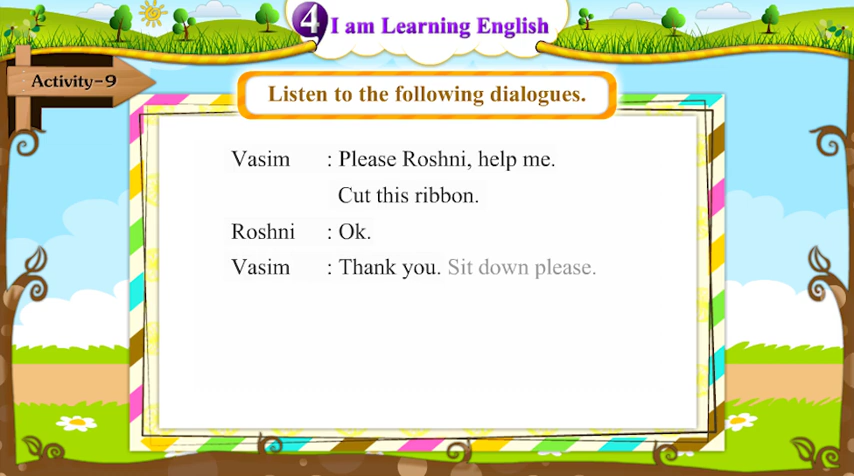 4 I am Learning English
Activity-9
Listen to the following dialogues.
Vasim : Please Roshni, help me.
Cut this ribbon.
Roshni : Ok.
Vasim : Thank you. Sit down please.